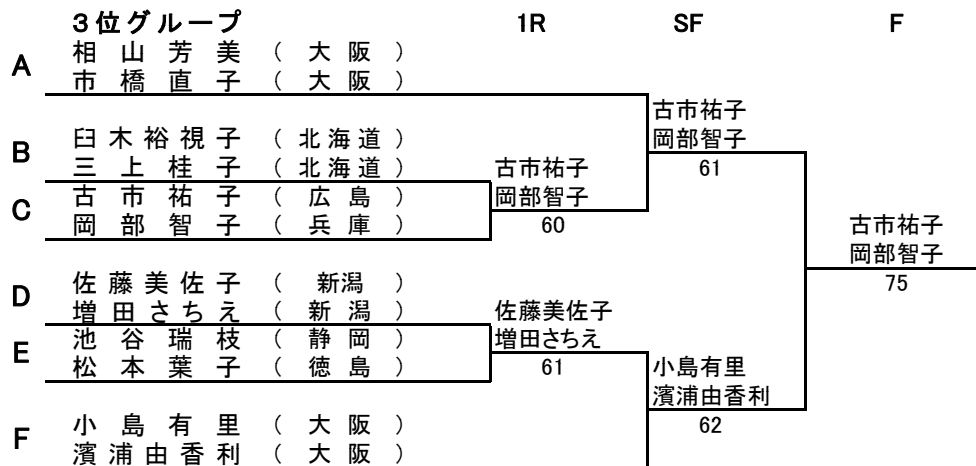 ３位グループ 1R SF F
A
相山芳美 （ 大阪 ）
市橋直子 （ 大阪 ）
古市祐子
岡部智子
61
B
臼木裕視子 （ 北海道 ）
三上桂子 （ 北海道 ）
古市祐子
岡部智子
60
C
古市祐子 （ 広島 ）
岡部智子 （ 兵庫 ）
古市祐子
岡部智子
75
D
佐藤美佐子 （ 新潟 ）
増田さちえ （ 新潟 ）
佐藤美佐子
増田さちえ
61
E
池谷瑞枝 （ 静岡 ）
松本葉子 （ 徳島 ）
小島有里
濱浦由香利
62
F
小島有里 （ 大阪 ）
濱浦由香利 （ 大阪 ）